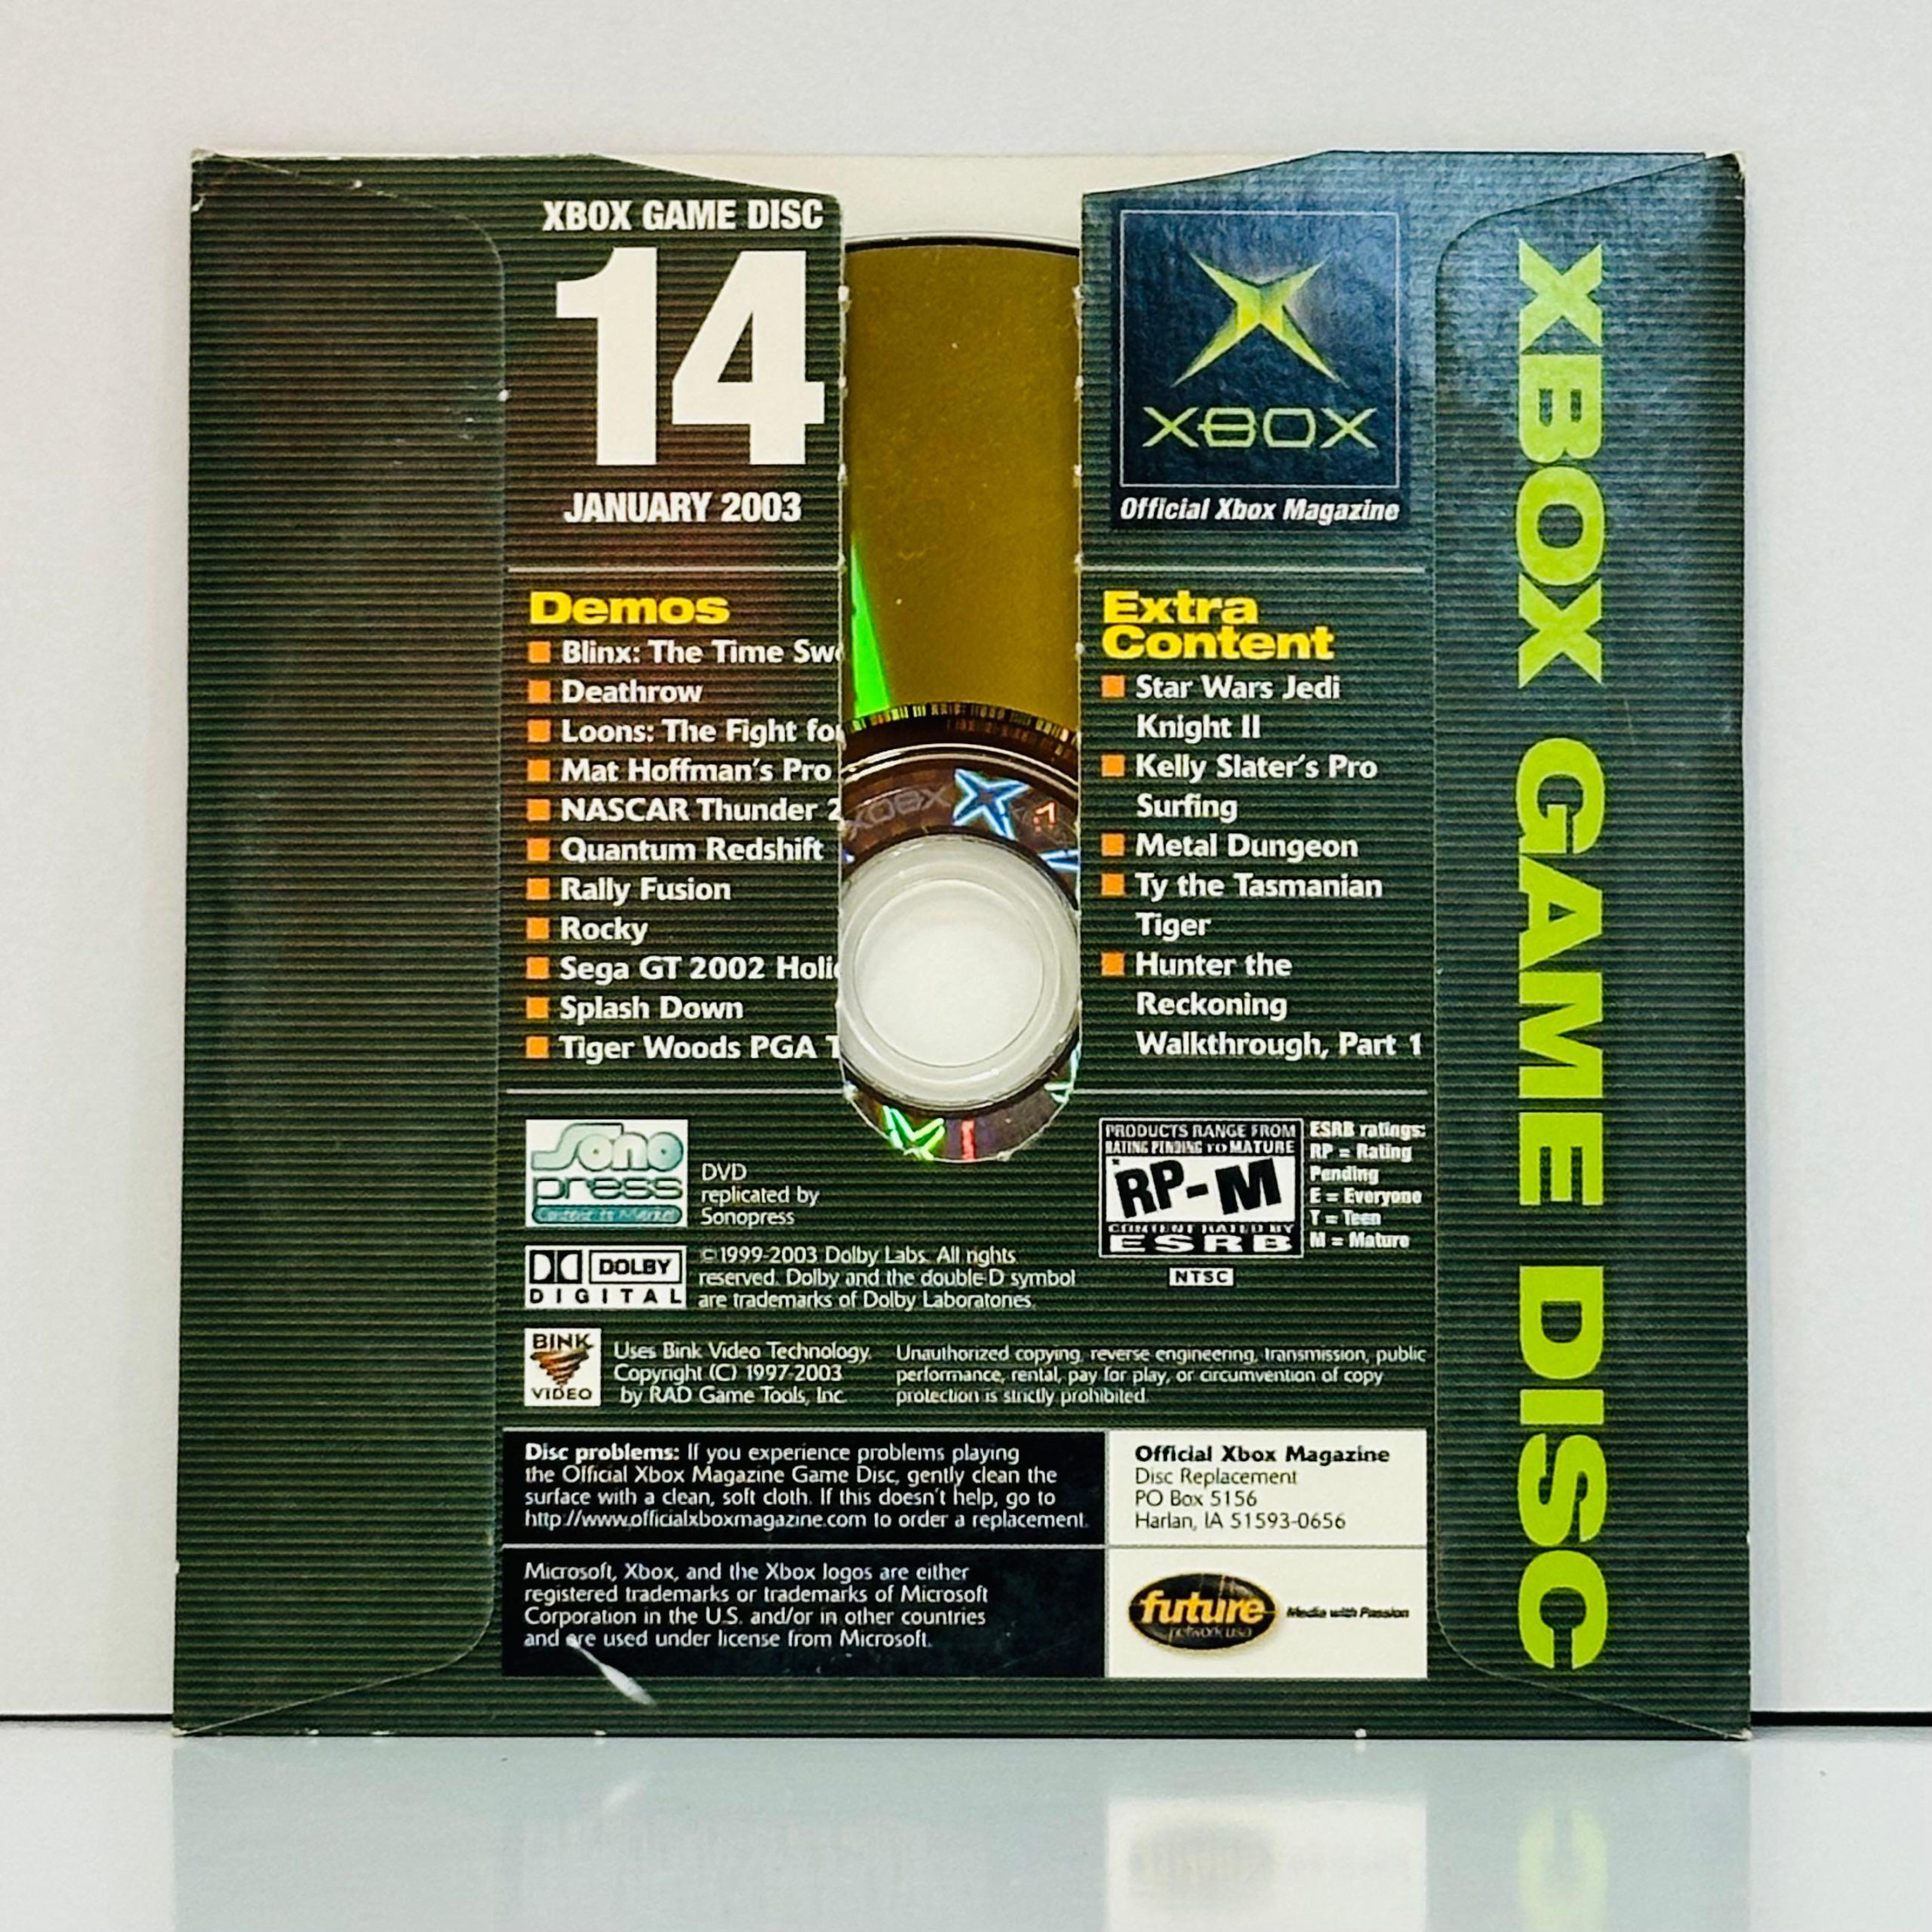 XBOX GAME DISC
14
JANUARY 2003
Demos
Blinx: The Time Swe
Deathrow
Loons: The Fight for
Mat Hoffman's Pro
NASCAR Thunder 2
Quantum Redshift
Rally Fusion
Rocky
Sega GT 2002 Holi
Splash Down
Tiger Woods PGA T
XBOX
XBOX
Official Xbox Magazine
Extra
Content
Star Wars Jedi
Knight II
Kelly Slater's Pro
Surfing
Metal Dungeon
Ty the Tasmanian
Tiger
Hunter the
Reckoning
Walkthrough, Part 1
Sono
press
Content to Market
DVD
replicated by
Sonopress
DOLBY
DIGITAL
©1999-2003 Dolby Labs. All rights
reserved. Dolby and the double-D symbol
are trademarks of Dolby Laboratories.
PRODUCTS RANGE FROM
RATING PENDING TO MATURE
RP-M
CONTENT RATED BY
ESRB
ESRB ratings:
RP = Rating
Pending
E = Everyone
T = Teen
M = Mature
NTSC
BINK
VIDEO
Uses Bink Video Technology.
Copyright (C) 1997-2003
by RAD Game Tools, Inc.
Unauthorized copying, reverse engineering, transmission, public
performance, rental, pay for play, or circumvention of copy
protection is strictly prohibited.
Disc problems: If you experience problems playing
the Official Xbox Magazine Game Disc, gently clean the
surface with a clean, soft cloth. If this doesn't help, go to
http://www.officialxboxmagazine.com to order a replacement.
Official Xbox Magazine
Disc Replacement
PO Box 5156
Harlan, IA 51593-0656
Microsoft, Xbox, and the Xbox logos are either
registered trademarks or trademarks of Microsoft
Corporation in the U.S. and/or in other countries
and are used under license from Microsoft.
future
network usa
Media with Passion
XBOX GAME DISC